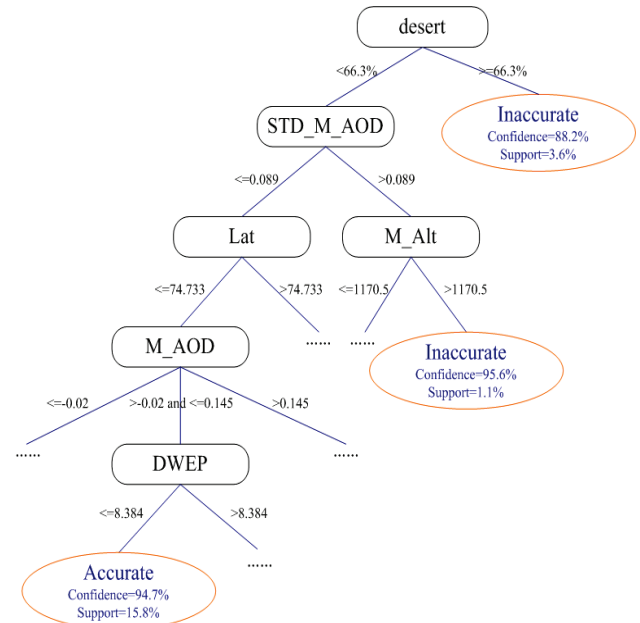 desert
<66.3%
>=66.3%
STD_M_AOD
Inaccurate
Confidence=88.2%
Support=3.6%
<=0.089
>0.089
Lat
M_Alt
<=74.733
>74.733
<=1170.5
>1170.5
M_AOD
......
......
Inaccurate
Confidence=95.6%
Support=1.1%
<=-0.02
>-0.02 and <=0.145
>0.145
......
......
DWEP
<=8.384
>8.384
......
Accurate
Confidence=94.7%
Support=15.8%